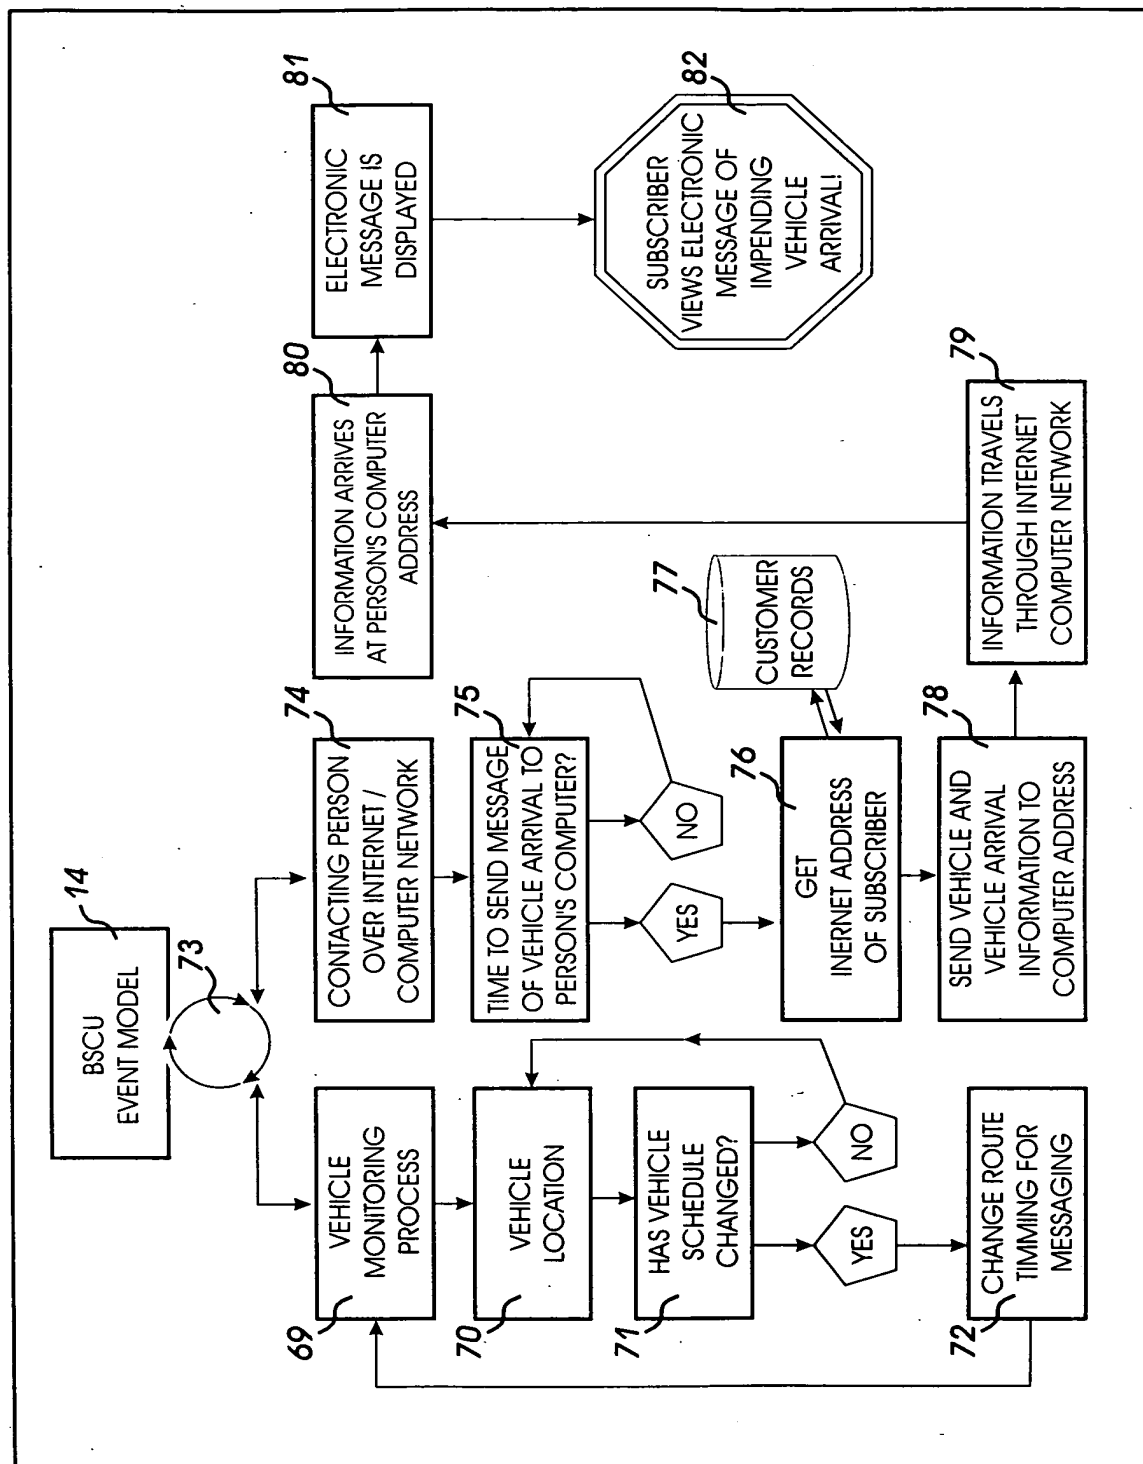 14
BSCU
EVENT MODEL
73
69
VEHICLE
MONITORING
PROCESS
70
VEHICLE
LOCATION
71
HAS VEHICLE
SCHEDULE
CHANGED?
YES
NO
72
CHANGE ROUTE
TIMMING FOR
MESSAGING
74
CONTACTING PERSON
OVER INTERNET /
COMPUTER NETWORK
75
TIME TO SEND MESSAGE
OF VEHICLE ARRIVAL TO
PERSON'S COMPUTER?
YES
NO
76
GET
INERNET ADDRESS
OF SUBSCRIBER
77
CUSTOMER
RECORDS
78
SEND VEHICLE AND
VEHICLE ARRIVAL
INFORMATION TO
COMPUTER ADDRESS
79
INFORMATION TRAVELS
THROUGH INTERNET
COMPUTER NETWORK
80
INFORMATION ARRIVES
AT PERSON'S COMPUTER
ADDRESS
81
ELECTRONIC
MESSAGE IS
DISPLAYED
82
SUBSCRIBER
VIEWS ELECTRONIC
MESSAGE OF
IMPENDING
VEHICLE
ARRIVAL!